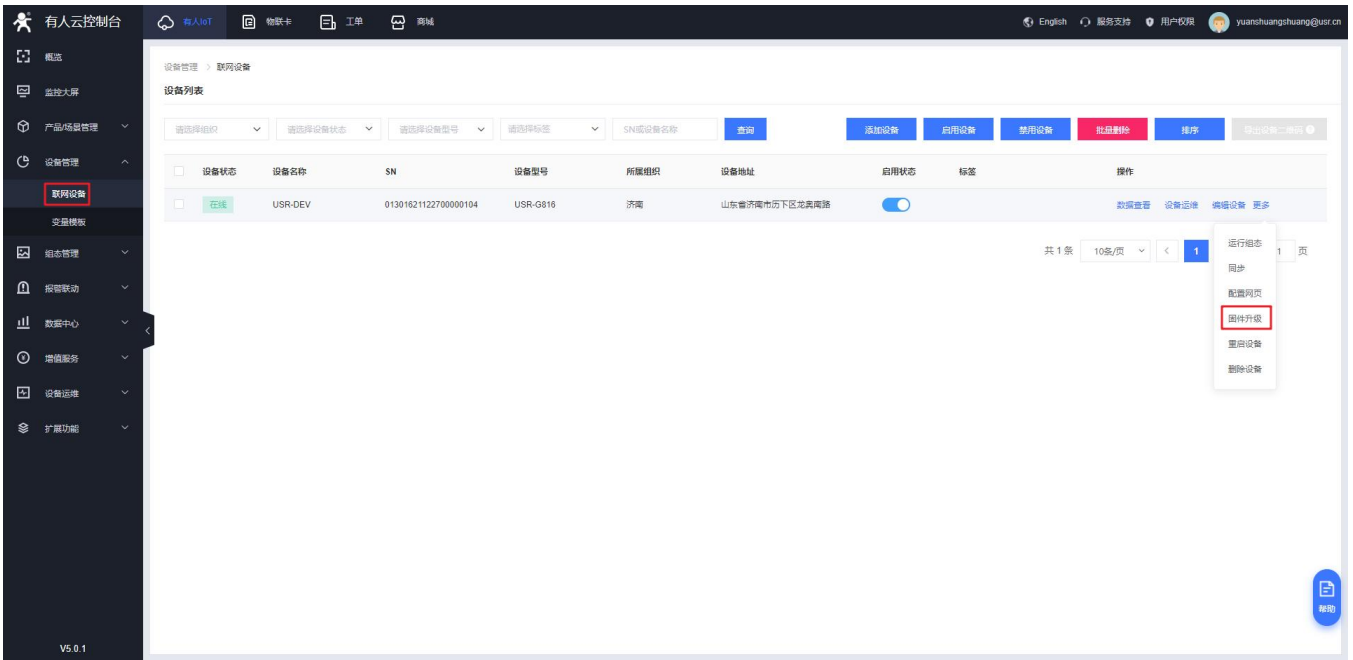 有人云控制台
有人IoT 物联卡 工单 商城
English 服务支持 用户权限 yuanshuangshuang@usr.cn
概览
监控大屏
产品/场景管理
设备管理
联网设备
变量模板
组态管理
报警联动
数据中心
增值服务
设备运维
扩展功能
V5.0.1
设备管理 > 联网设备
设备列表
请选择组织 请选择设备状态 请选择设备型号 请选择标签 SN或设备名称 查询 添加设备 启用设备 禁用设备 批量删除 排序 导出设备二维码
设备状态 设备名称 SN 设备型号 所属组织 设备地址 启用状态 标签 操作
在线 USR-DEV 01301621122700000104 USR-G816 济南 山东省济南市历下区龙奥南路 数据查看 设备运维 编辑设备 更多
共 1 条 10条/页 < 1 1 页
运行组态
同步
配置网页
固件升级
重启设备
删除设备
帮助